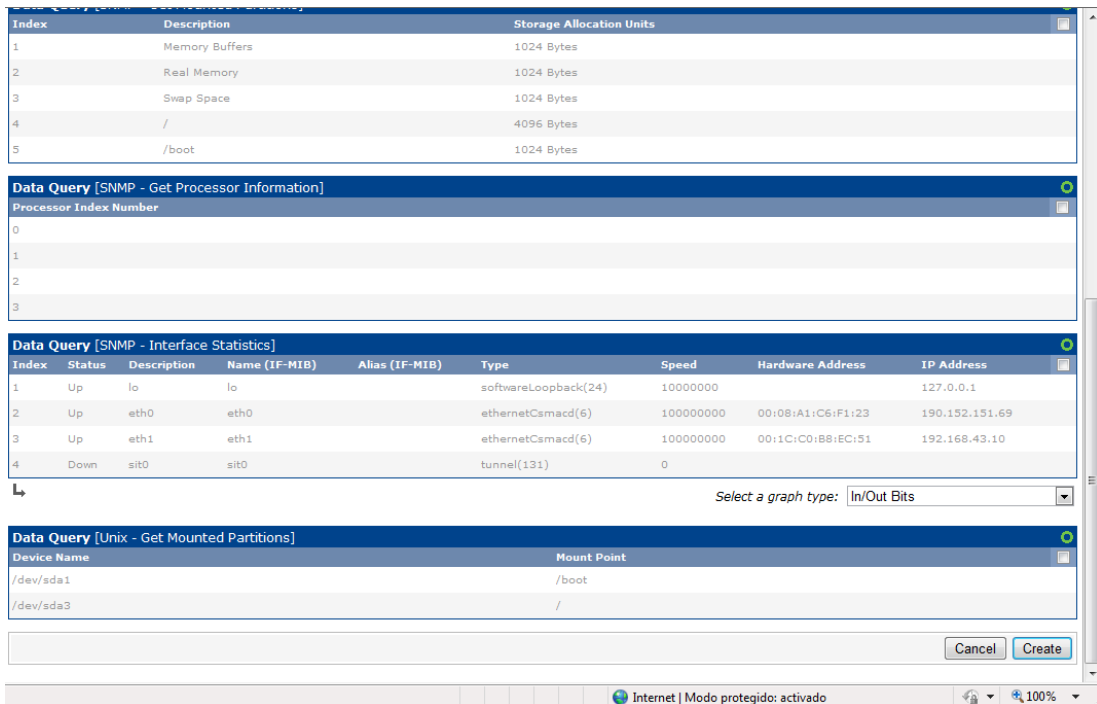 Data Query [SNMP - Get Mounted Partitions]
Index Description Storage Allocation Units
1 Memory Buffers 1024 Bytes
2 Real Memory 1024 Bytes
3 Swap Space 1024 Bytes
4 / 4096 Bytes
5 /boot 1024 Bytes
Data Query [SNMP - Get Processor Information]
Processor Index Number
0
1
2
3
Data Query [SNMP - Interface Statistics]
Index Status Description Name (IF-MIB) Alias (IF-MIB) Type Speed Hardware Address IP Address
1 Up lo lo softwareLoopback(24) 10000000 127.0.0.1
2 Up eth0 eth0 ethernetCsmacd(6) 100000000 00:08:A1:C6:F1:23 190.152.151.69
3 Up eth1 eth1 ethernetCsmacd(6) 100000000 00:1C:C0:B8:EC:51 192.168.43.10
4 Down sit0 sit0 tunnel(131) 0
Select a graph type: In/Out Bits
Data Query [Unix - Get Mounted Partitions]
Device Name Mount Point
/dev/sda1 /boot
/dev/sda3 /
Cancel Create
Internet | Modo protegido: activado 100%